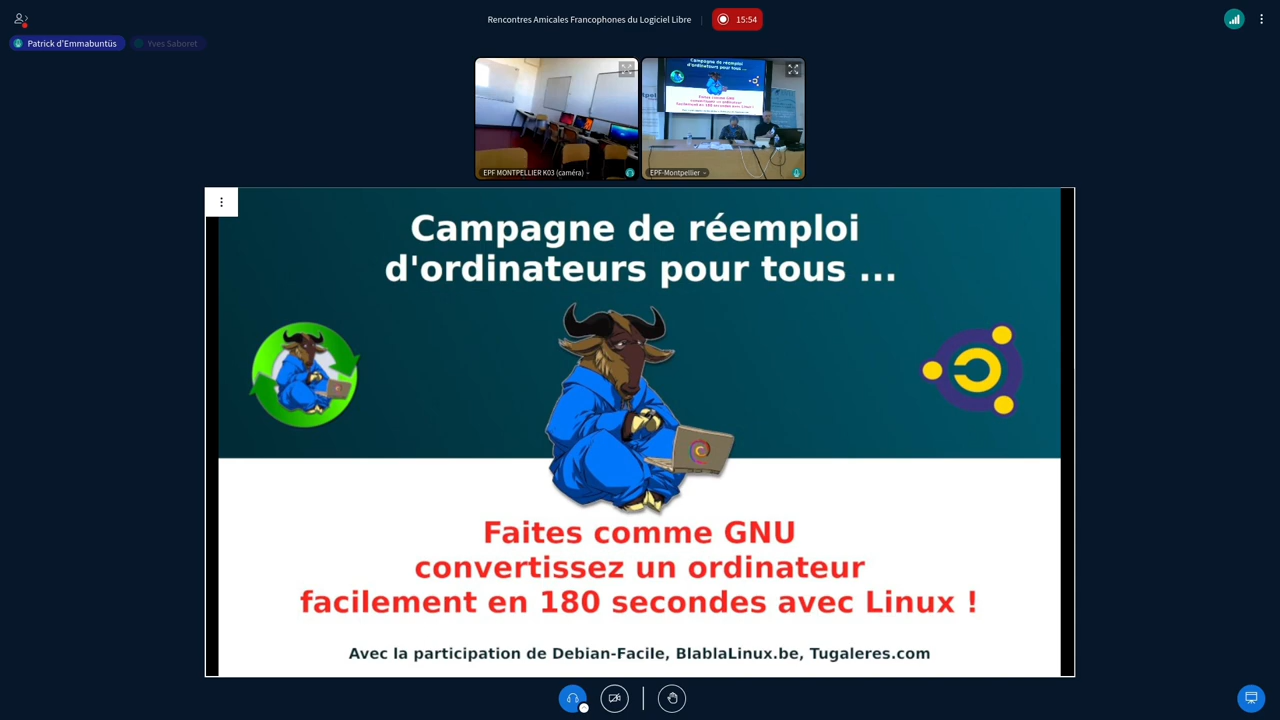 Rencontres Amicales Francophones du Logiciel Libre
15:54
Patrick d'Emmabuntüs
Yves Saboret
EPF MONTPELLIER K03 (caméra)
EPF-Montpellier
Campagne de réemploi
d'ordinateurs pour tous ...
Faites comme GNU
convertissez un ordinateur
facilement en 180 secondes avec Linux !
Avec la participation de Debian-Facile, BlablaLinux.be, Tugaleres.com